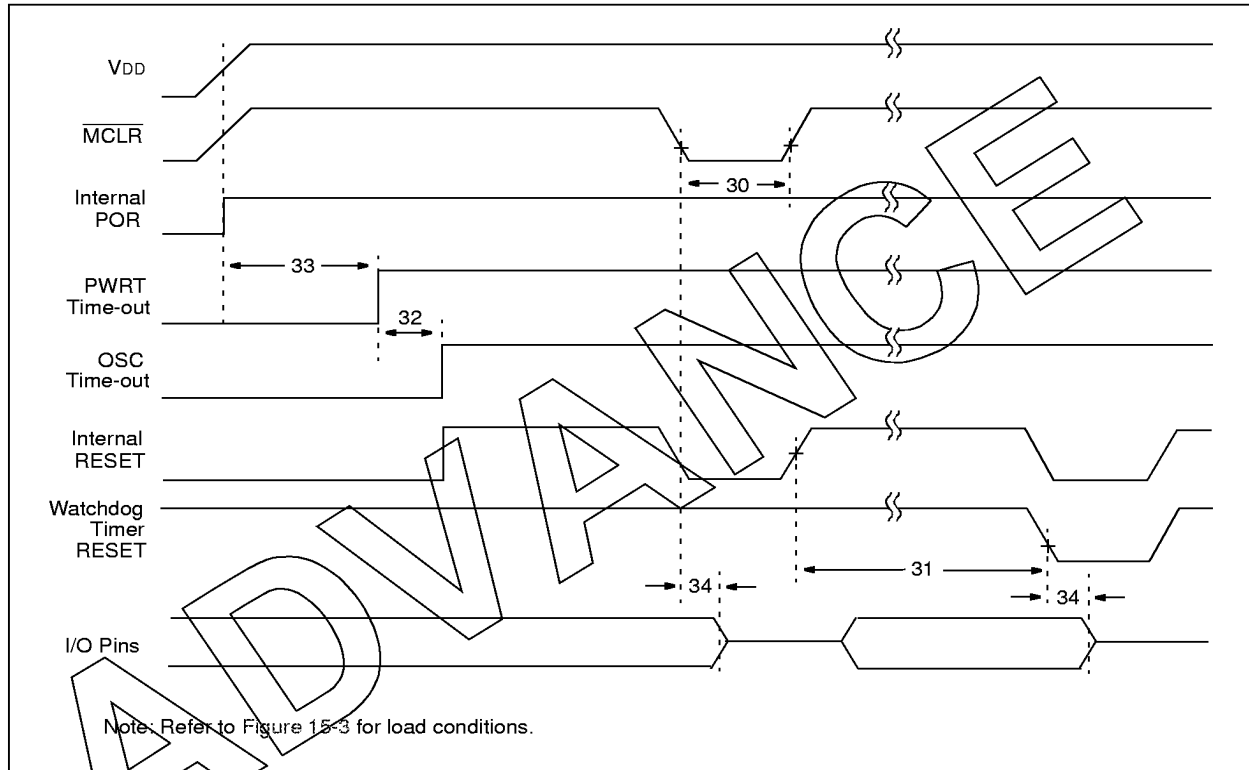 VDD
MCLR
30
Internal
POR
33
PWRT
Time-out
32
OSC
Time-out
Internal
RESET
Watchdog
Timer
RESET
31
34
34
I/O Pins
Note: Refer to Figure 15-3 for load conditions.
ADVANCE